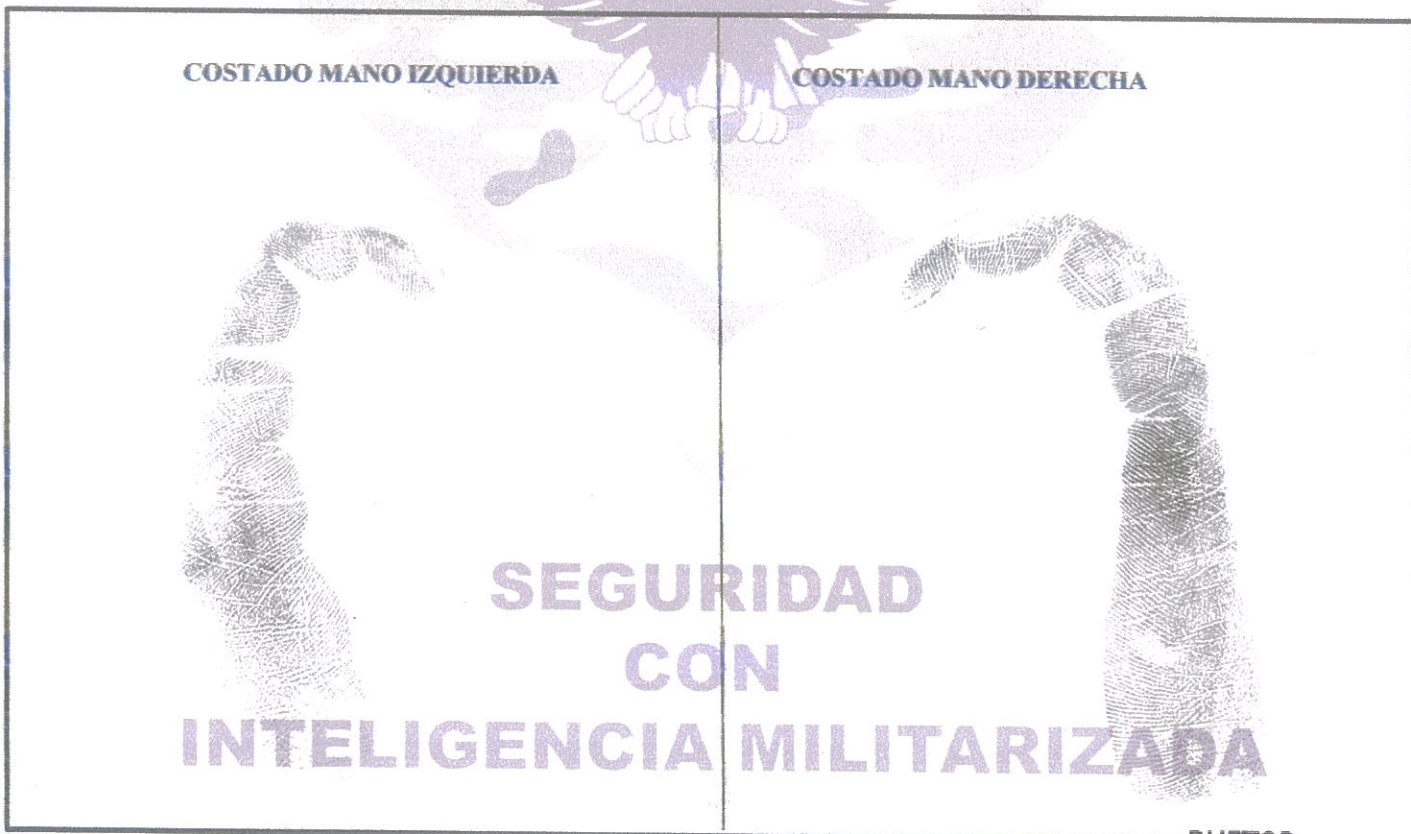 COSTADO MANO IZQUIERDA
COSTADO MANO DERECHA
SEGURIDAD
CON
INTELIGENCIA MILITARIZADA